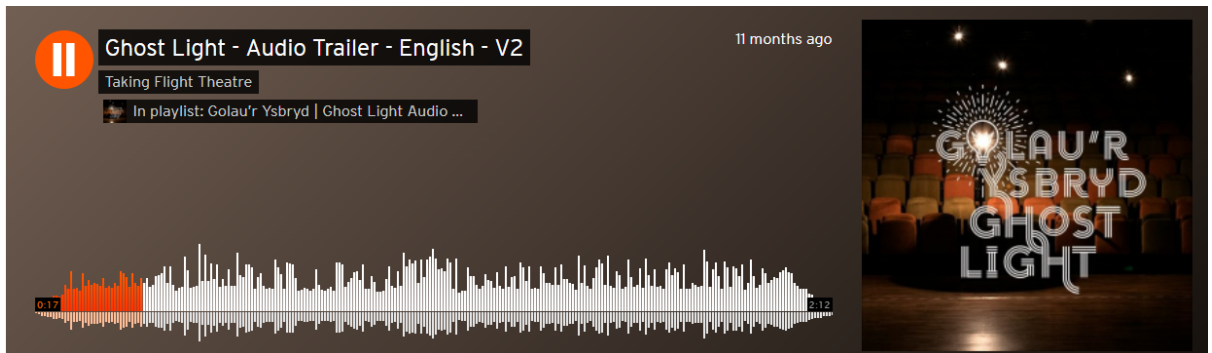 Ghost Light - Audio Trailer - English - V2
11 months ago
Taking Flight Theatre
In playlist: Golau'r Ysbryd | Ghost Light Audio ...
0:17
2:12
GOLAU'R
YSBRYD
GHOST
LIGHT